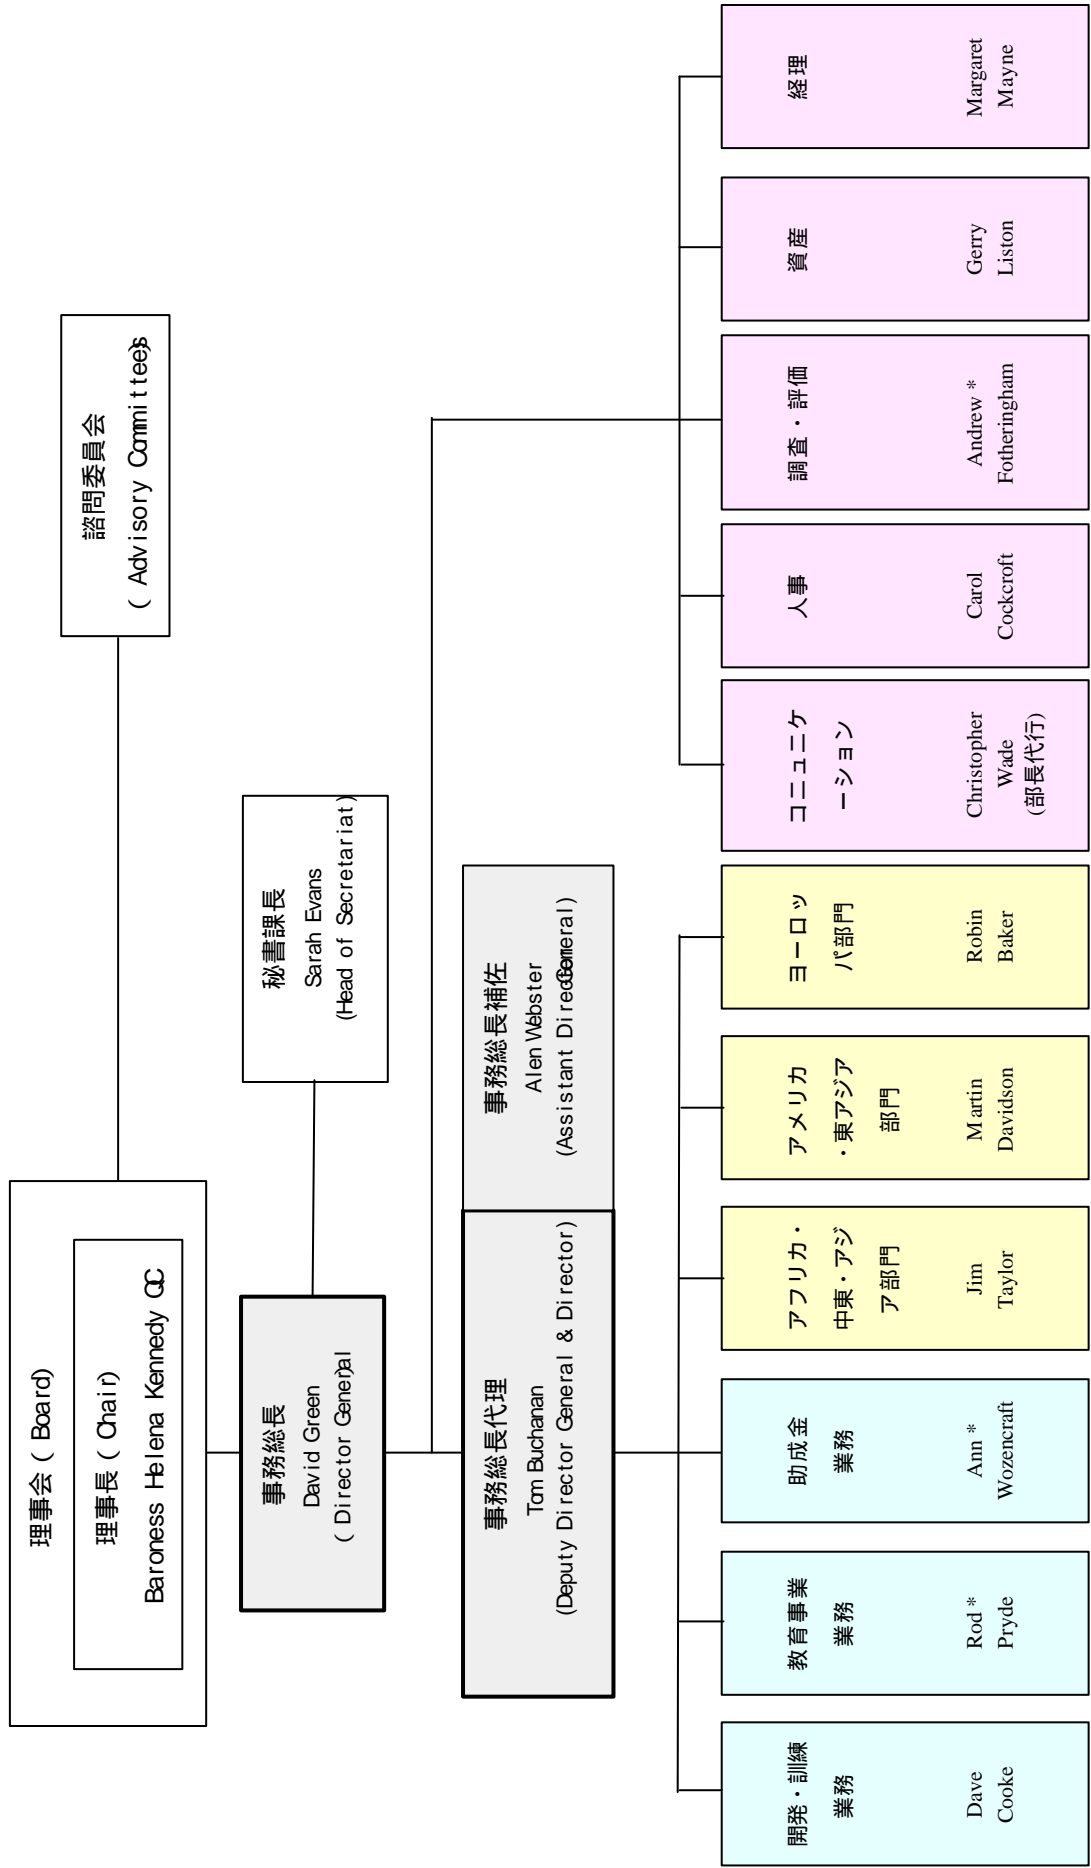 理事会（ Board)
理事長（ Chair)
Baroness Helena Kennedy QC
諮問委員会
( Advisory Committees)
事務総長
David Green
( Director General)
秘書課長
Sarah Evans
(Head of Secretariat)
事務総長代理
Tom Buchanan
(Deputy Director General & Director)
事務総長補佐
Alen Webster
(Assistant Director General)
開発・訓練
業務
Dave
Cooke
教育事業
業務
Rod *
Pryde
助成金
業務
Ann *
Wozencraft
アフリカ・
中東・アジ
ア部門
Jim
Taylor
アメリカ
・東アジア
部門
Martin
Davidson
ヨーロッ
パ部門
Robin
Baker
コニュニケ
ーション
Christopher
Wade
(部長代行)
人事
Carol
Cockcroft
調査・評価
Andrew *
Fotheringham
資産
Gerry
Liston
経理
Margaret
Mayne